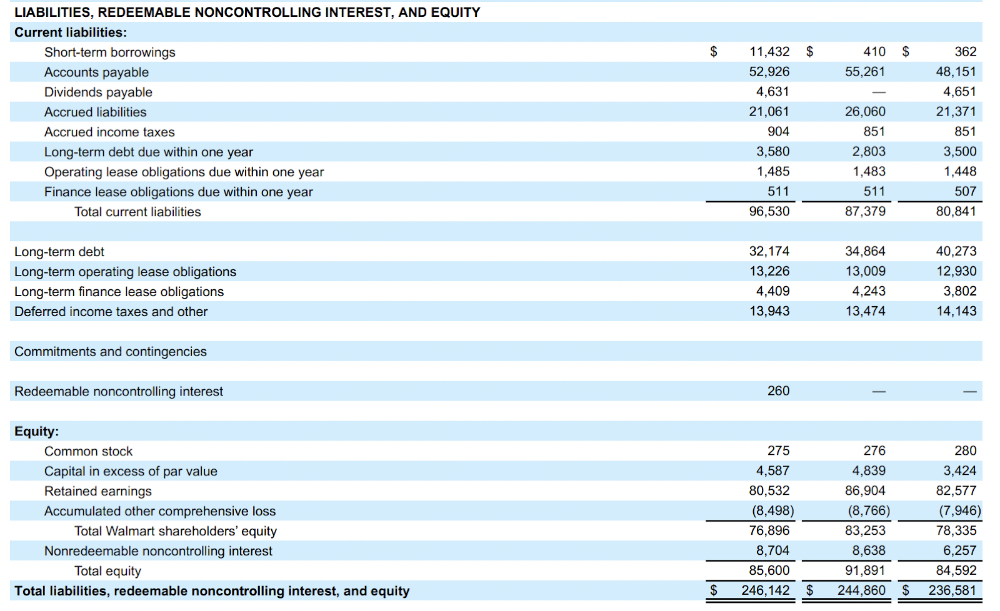 LIABILITIES, REDEEMABLE NONCONTROLLING INTEREST, AND EQUITY
Current liabilities:
Short-term borrowings $ 11,432 $ 410 $ 362
Accounts payable 52,926 55,261 48,151
Dividends payable 4,631 — 4,651
Accrued liabilities 21,061 26,060 21,371
Accrued income taxes 904 851 851
Long-term debt due within one year 3,580 2,803 3,500
Operating lease obligations due within one year 1,485 1,483 1,448
Finance lease obligations due within one year 511 511 507
Total current liabilities 96,530 87,379 80,841
Long-term debt 32,174 34,864 40,273
Long-term operating lease obligations 13,226 13,009 12,930
Long-term finance lease obligations 4,409 4,243 3,802
Deferred income taxes and other 13,943 13,474 14,143
Commitments and contingencies
Redeemable noncontrolling interest 260 — —
Equity:
Common stock 275 276 280
Capital in excess of par value 4,587 4,839 3,424
Retained earnings 80,532 86,904 82,577
Accumulated other comprehensive loss (8,498) (8,766) (7,946)
Total Walmart shareholders' equity 76,896 83,253 78,335
Nonredeemable noncontrolling interest 8,704 8,638 6,257
Total equity 85,600 91,891 84,592
Total liabilities, redeemable noncontrolling interest, and equity $ 246,142 $ 244,860 $ 236,581